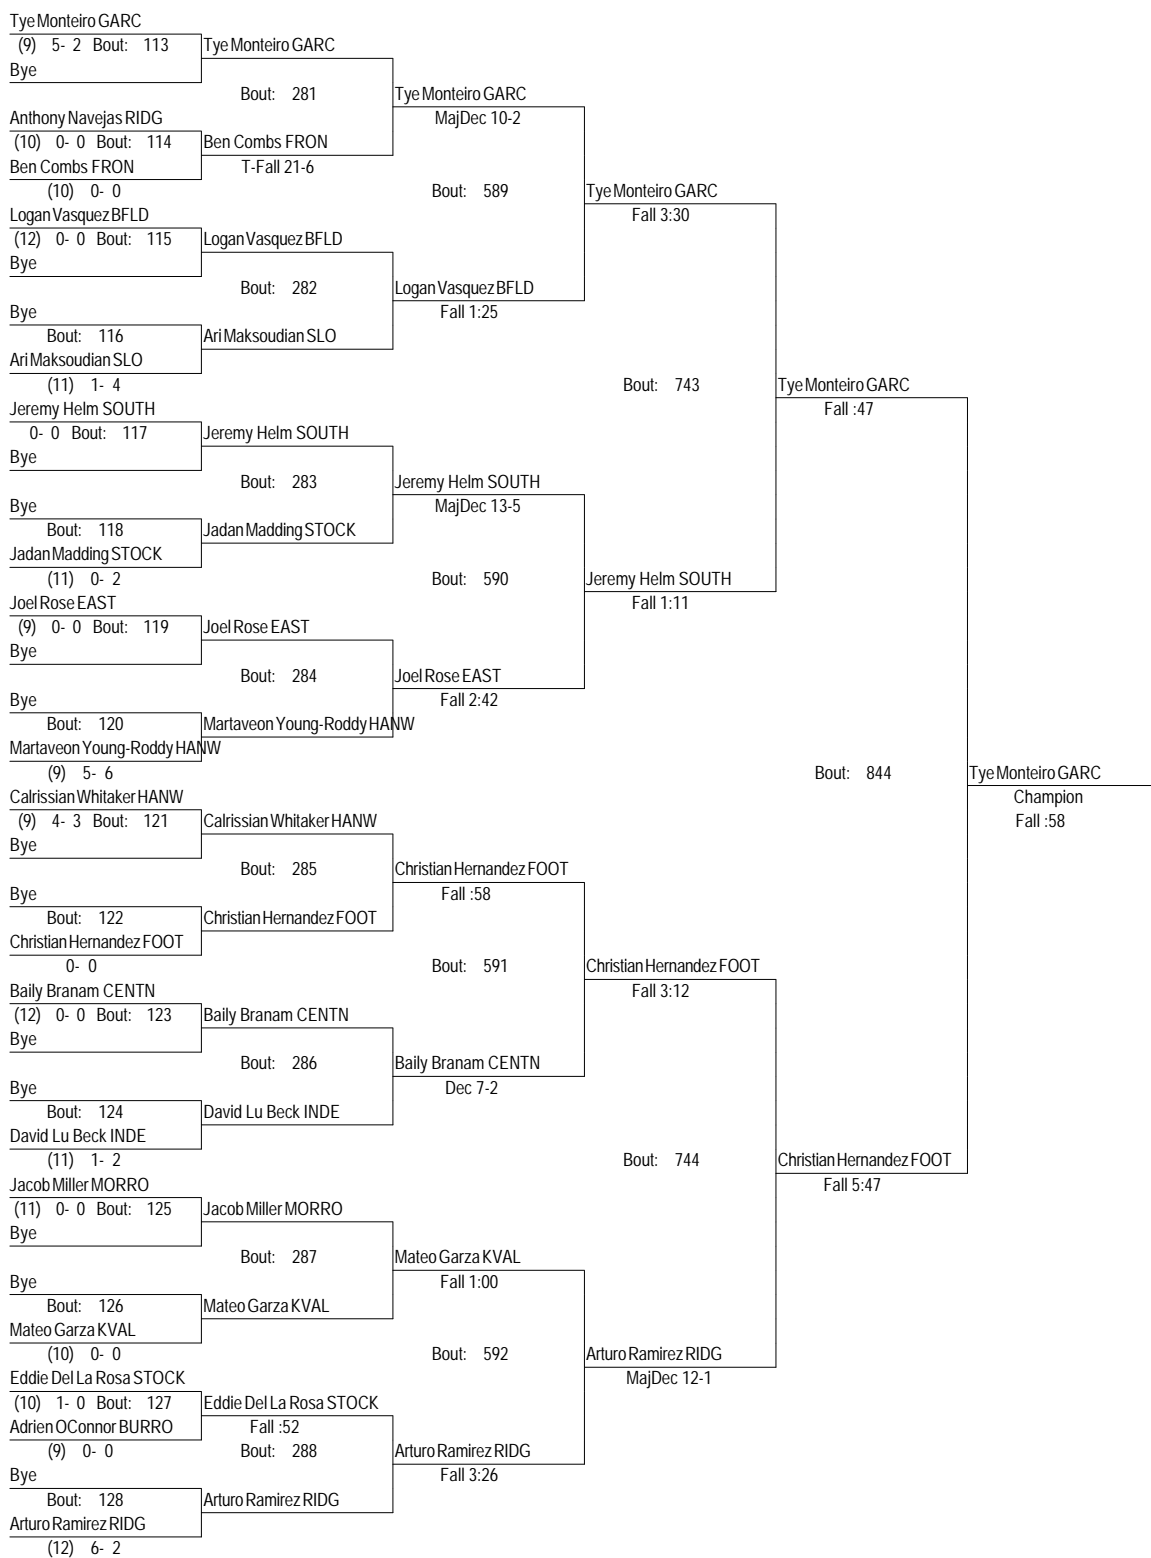 Tye Monteiro GARC
(9) 5- 2 Bout: 113
Tye Monteiro GARC
Bye
Bout: 281
Tye Monteiro GARC
Anthony Navejas RIDG
MajDec 10-2
(10) 0- 0 Bout: 114
Ben Combs FRON
Ben Combs FRON
T-Fall 21-6
(10) 0- 0
Bout: 589
Tye Monteiro GARC
Logan Vasquez BFLD
Fall 3:30
(12) 0- 0 Bout: 115
Logan Vasquez BFLD
Bye
Bout: 282
Logan Vasquez BFLD
Bye
Fall 1:25
Bout: 116
Ari Maksoudian SLO
Ari Maksoudian SLO
(11) 1- 4
Bout: 743
Tye Monteiro GARC
Jeremy Helm SOUTH
Fall :47
0- 0 Bout: 117
Jeremy Helm SOUTH
Bye
Bout: 283
Jeremy Helm SOUTH
Bye
MajDec 13-5
Bout: 118
Jadan Madding STOCK
Jadan Madding STOCK
(11) 0- 2
Bout: 590
Jeremy Helm SOUTH
Joel Rose EAST
Fall 1:11
(9) 0- 0 Bout: 119
Joel Rose EAST
Bye
Bout: 284
Joel Rose EAST
Bye
Fall 2:42
Bout: 120
Martaveon Young-Roddy HANW
Martaveon Young-Roddy HANW
(9) 5- 6
Bout: 844
Tye Monteiro GARC
Calrissian Whitaker HANW
Champion
(9) 4- 3 Bout: 121
Calrissian Whitaker HANW
Fall :58
Bye
Bout: 285
Christian Hernandez FOOT
Bye
Fall :58
Bout: 122
Christian Hernandez FOOT
Christian Hernandez FOOT
0- 0
Bout: 591
Christian Hernandez FOOT
Baily Branam CENTN
Fall 3:12
(12) 0- 0 Bout: 123
Baily Branam CENTN
Bye
Bout: 286
Baily Branam CENTN
Bye
Dec 7-2
Bout: 124
David Lu Beck INDE
David Lu Beck INDE
(11) 1- 2
Bout: 744
Christian Hernandez FOOT
Jacob Miller MORRO
Fall 5:47
(11) 0- 0 Bout: 125
Jacob Miller MORRO
Bye
Bout: 287
Mateo Garza KVAL
Bye
Fall 1:00
Bout: 126
Mateo Garza KVAL
Mateo Garza KVAL
(10) 0- 0
Bout: 592
Arturo Ramirez RIDG
Eddie Del La Rosa STOCK
MajDec 12-1
(10) 1- 0 Bout: 127
Eddie Del La Rosa STOCK
Adrien OConnor BURRO
Fall :52
(9) 0- 0
Bout: 288
Arturo Ramirez RIDG
Bye
Fall 3:26
Bout: 128
Arturo Ramirez RIDG
Arturo Ramirez RIDG
(12) 6- 2